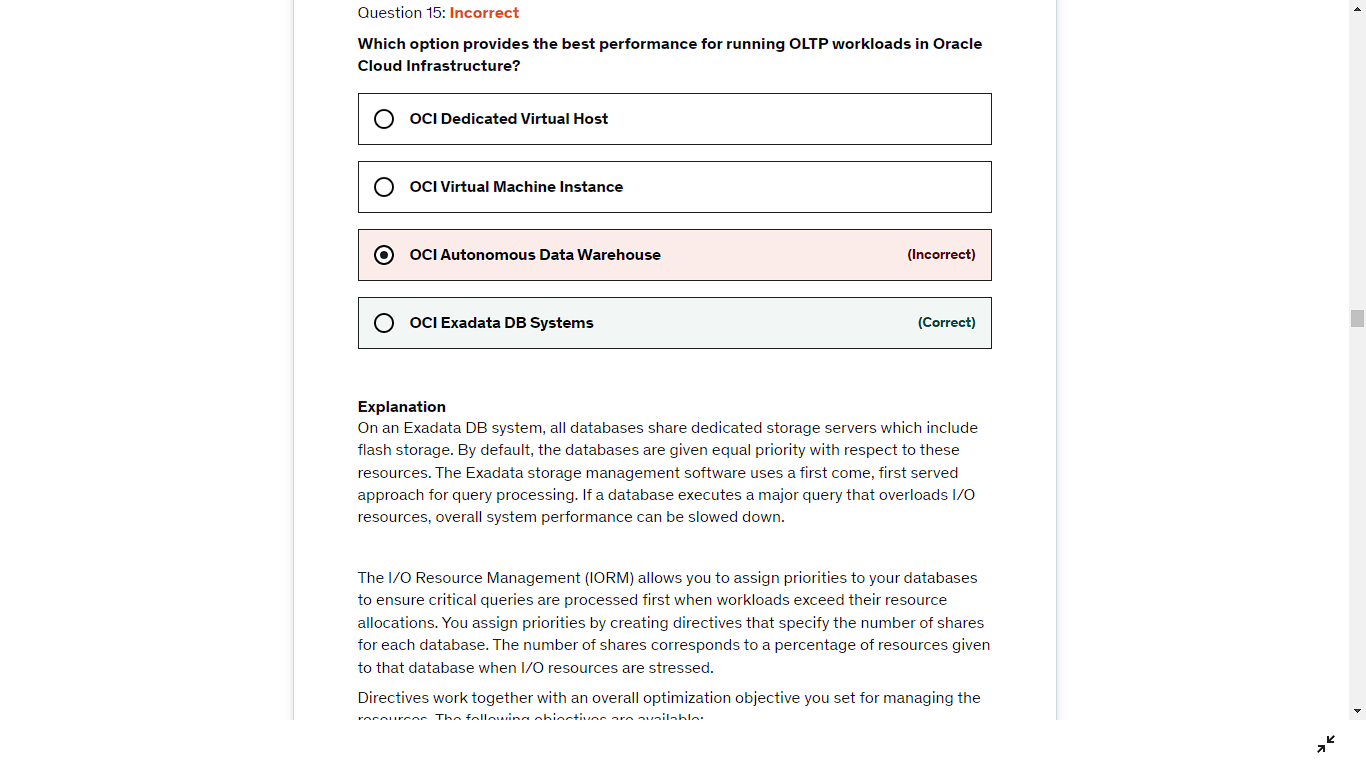 Question 15: Incorrect
Which option provides the best performance for running OLTP workloads in Oracle
Cloud Infrastructure?
OCI Dedicated Virtual Host
OCI Virtual Machine Instance
OCI Autonomous Data Warehouse (Incorrect)
OCI Exadata DB Systems (Correct)
Explanation
On an Exadata DB system, all databases share dedicated storage servers which include
flash storage. By default, the databases are given equal priority with respect to these
resources. The Exadata storage management software uses a first come, first served
approach for query processing. If a database executes a major query that overloads I/O
resources, overall system performance can be slowed down.
The I/O Resource Management (IORM) allows you to assign priorities to your databases
to ensure critical queries are processed first when workloads exceed their resource
allocations. You assign priorities by creating directives that specify the number of shares
for each database. The number of shares corresponds to a percentage of resources given
to that database when I/O resources are stressed.
Directives work together with an overall optimization objective you set for managing the
resources. The following objectives are available: